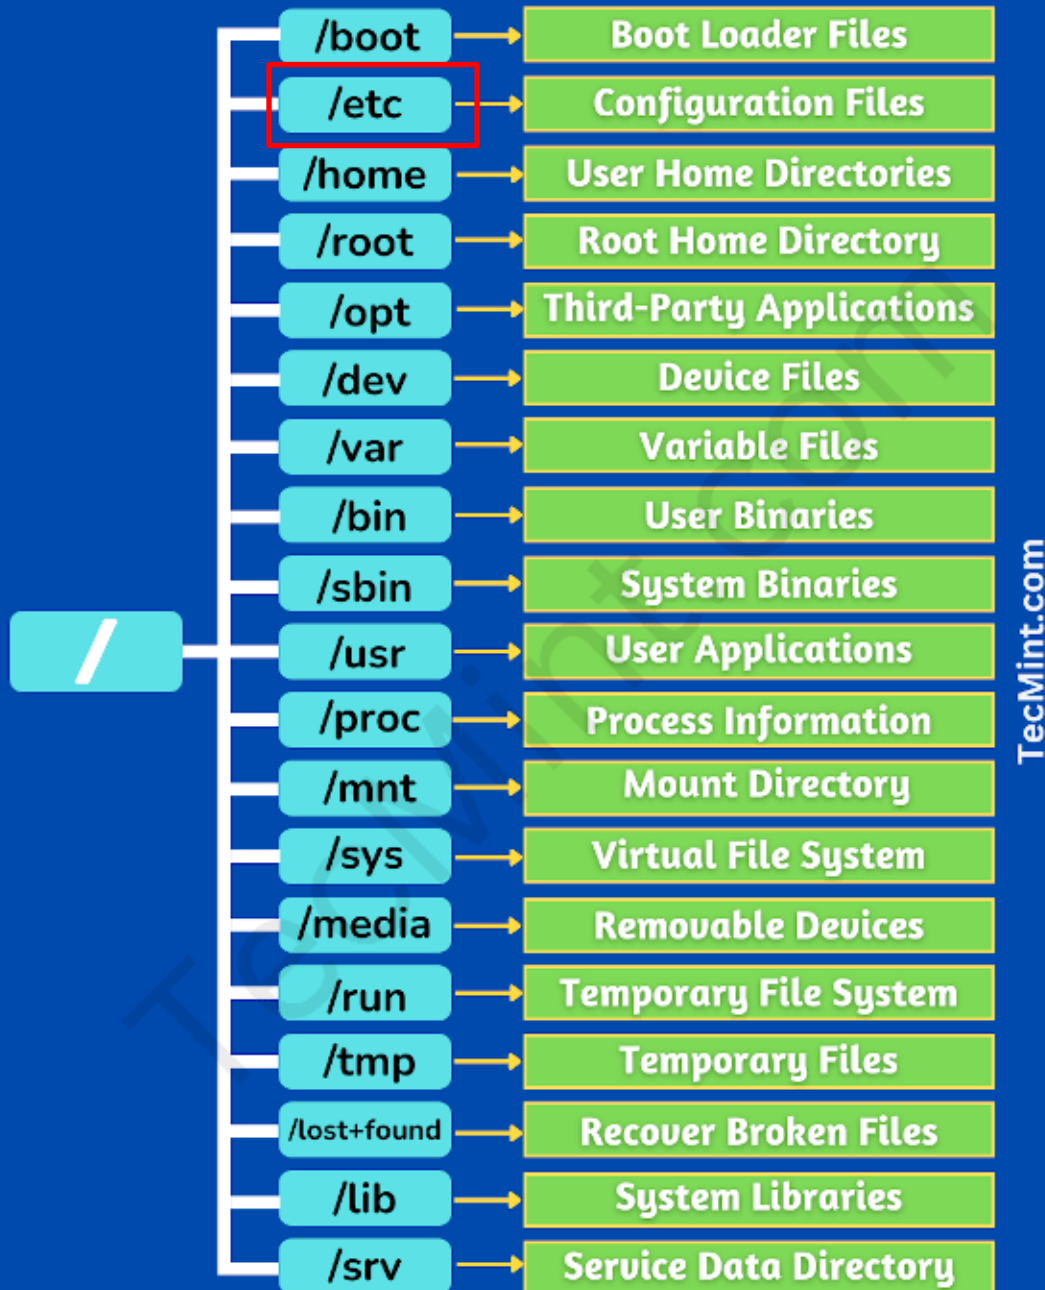 /boot
Boot Loader Files
/etc
Configuration Files
/home
User Home Directories
/root
Root Home Directory
/opt
Third-Party Applications
/dev
Device Files
/var
Variable Files
/bin
User Binaries
/sbin
System Binaries
/
/usr
User Applications
/proc
Process Information
/mnt
Mount Directory
/sys
Virtual File System
/media
Removable Devices
/run
Temporary File System
/tmp
Temporary Files
/lost+found
Recover Broken Files
/lib
System Libraries
/srv
Service Data Directory
TecMint.com
TecMint.com